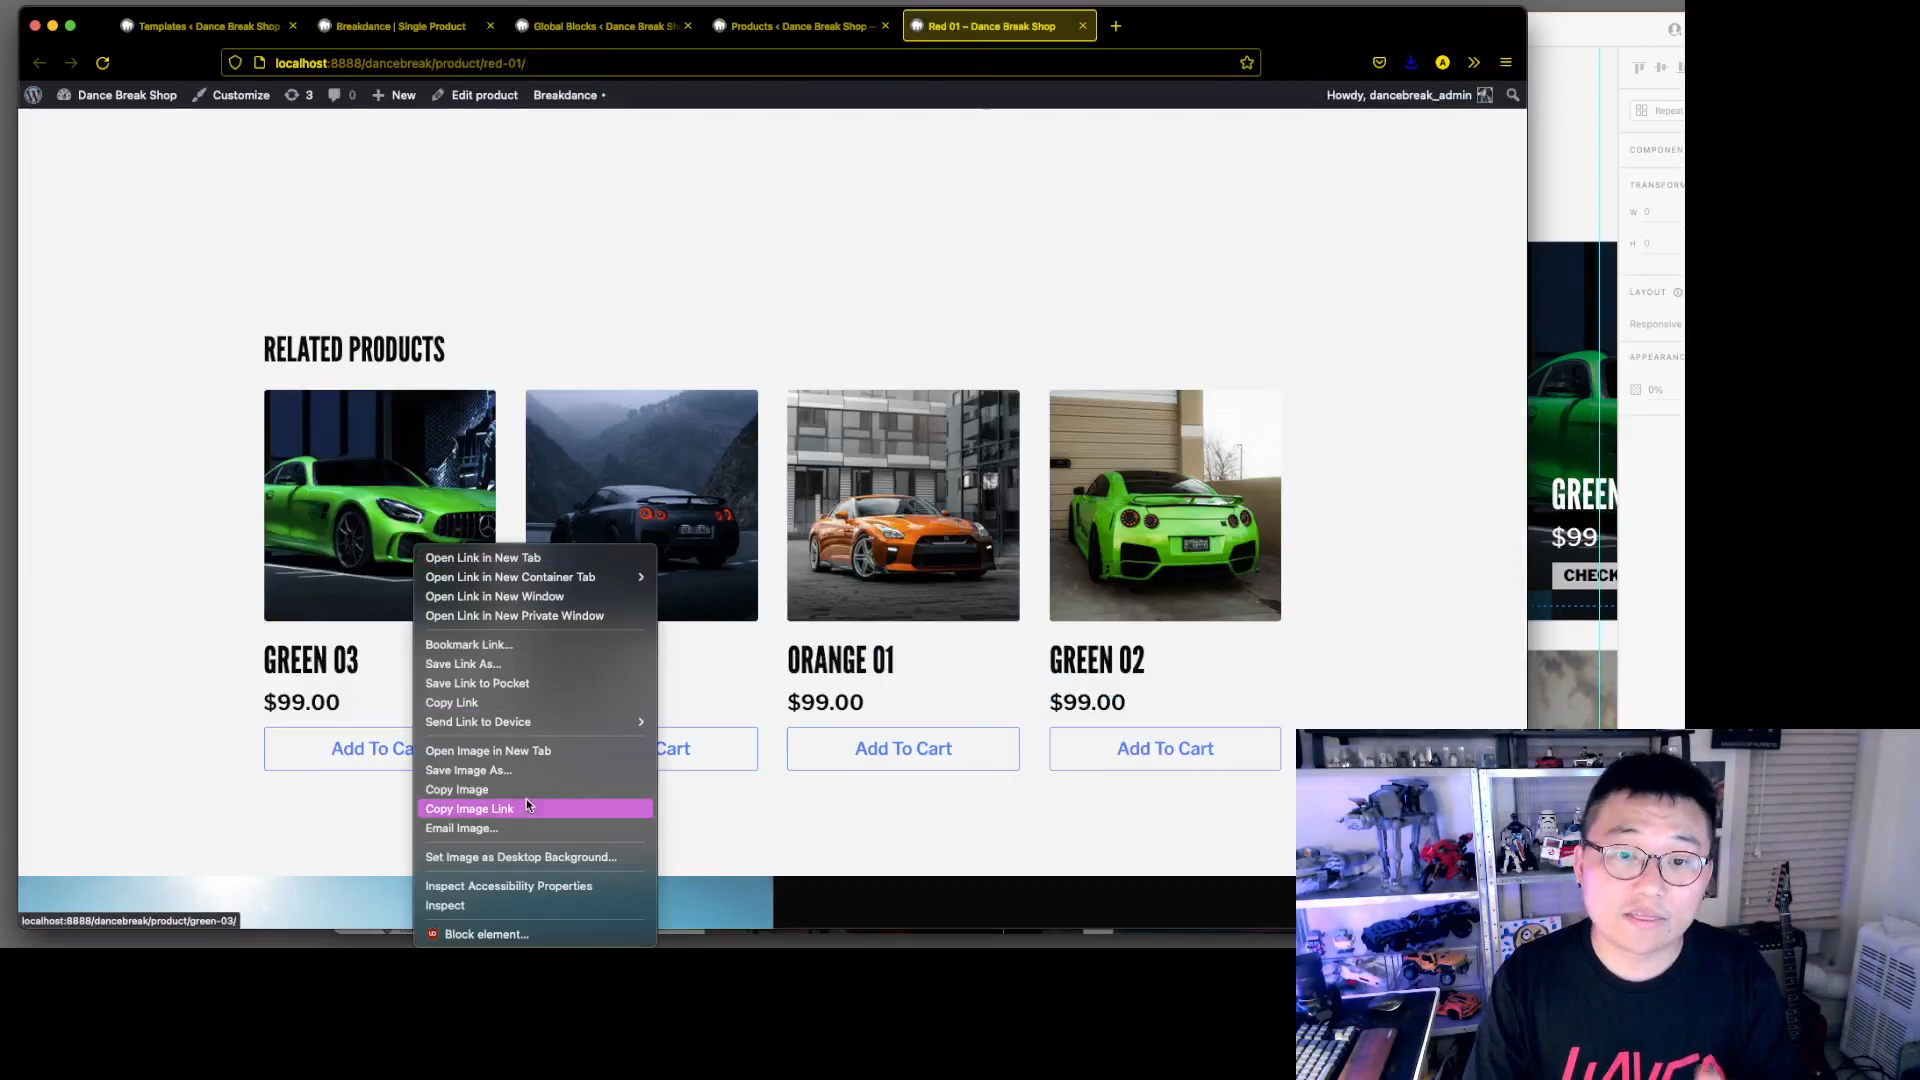 Templates ‹ Dance Break Shop
Breakdance | Single Product
Global Blocks ‹ Dance Break Sh
Products ‹ Dance Break Shop —
Red 01 – Dance Break Shop
localhost:8888/dancebreak/product/red-01/
Dance Break Shop
Customize
3
0
New
Edit product
Breakdance
Howdy, dancebreak_admin
Repeat
COMPONEN
TRANSFORM
W 0
H 0
LAYOUT
Responsive
APPEARANC
0%
RELATED PRODUCTS
Open Link in New Tab
Open Link in New Container Tab
Open Link in New Window
Open Link in New Private Window
Bookmark Link...
Save Link As...
Save Link to Pocket
Copy Link
Send Link to Device
Open Image in New Tab
Save Image As...
Copy Image
Copy Image Link
Email Image...
Set Image as Desktop Background...
Inspect Accessibility Properties
Inspect
Block element...
GREEN 03
$99.00
Add To Ca
Cart
ORANGE 01
$99.00
Add To Cart
GREEN 02
$99.00
Add To Cart
GREEN
$99
CHECK
localhost:8888/dancebreak/product/green-03/